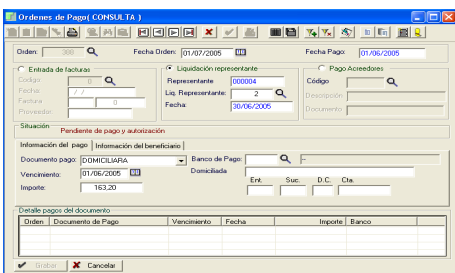 Ordenes de Pago( CONSULTA )
Orden: 388 Fecha Orden: 01/07/2005 Fecha Pago: 01/06/2005
Entrada de facturas Liquidación representante Pago Acreedores
Codigo 0 Representante 000004 Código
Fecha: / / Liq. Representante: 2 Descripción
Factura 0 Fecha: 30/06/2005 Documento
Proveedor:
Situación
Pendiente de pago y autorización
Información del pago Información del beneficiario
Documento pago: DOMICILIARA Banco de Pago:
Vencimiento: 01/06/2005 Domiciliada
Importe: 163,20 Ent. Suc. D.C. Cta.
Detalle pagos del documento
Orden Documento de Pago Vencimiento Fecha Importe Banco
Grabar Cancelar